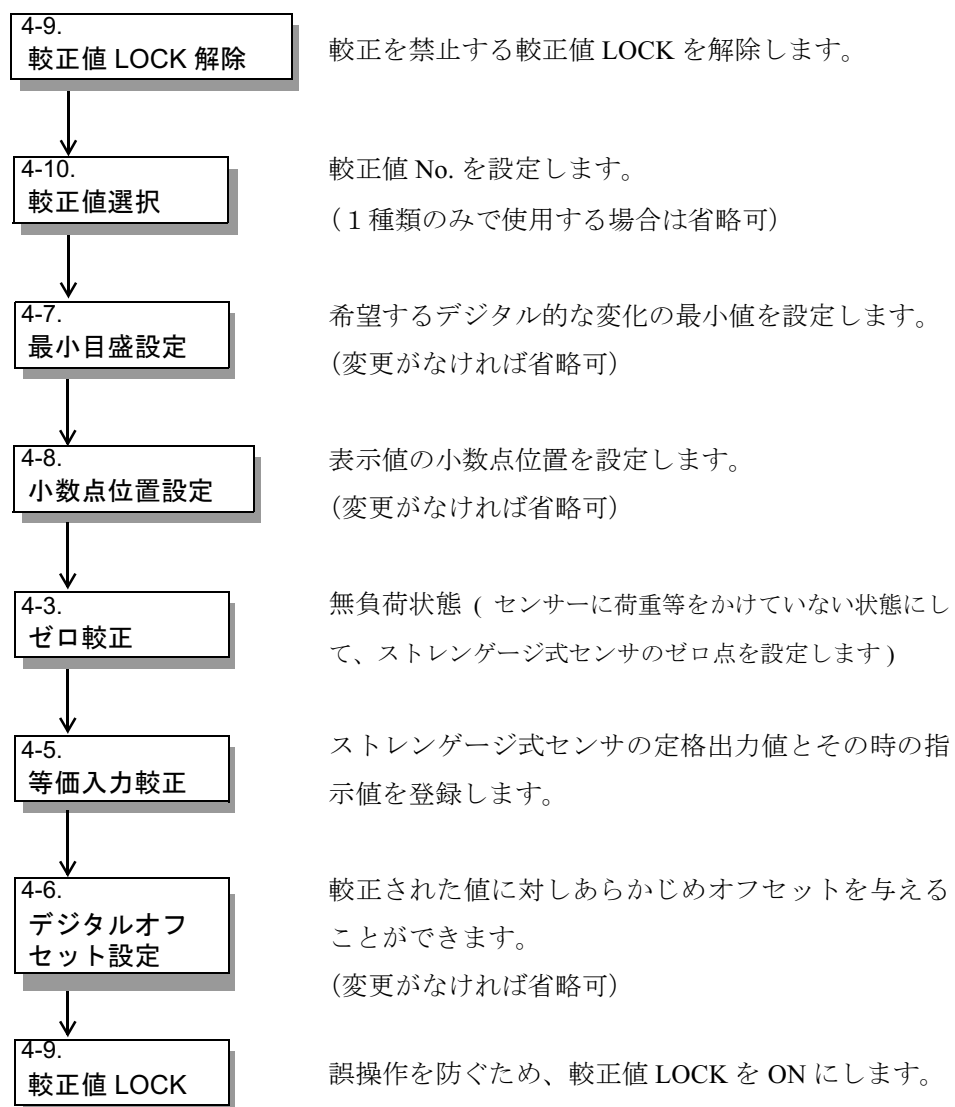 4-9.
較正値 LOCK 解除
較正を禁止する較正値 LOCK を解除します。
4-10.
較正値選択
較正値 No. を設定します。
（１種類のみで使用する場合は省略可）
4-7.
最小目盛設定
希望するデジタル的な変化の最小値を設定します。
（変更がなければ省略可）
4-8.
小数点位置設定
表示値の小数点位置を設定します。
（変更がなければ省略可）
4-3.
ゼロ較正
無負荷状態 ( センサーに荷重等をかけていない状態にし
て、ストレンゲージ式センサのゼロ点を設定します )
4-5.
等価入力較正
ストレンゲージ式センサの定格出力値とその時の指
示値を登録します。
4-6.
デジタルオフ
セット設定
較正された値に対しあらかじめオフセットを与える
ことができます。
（変更がなければ省略可）
4-9.
較正値 LOCK
誤操作を防ぐため、較正値 LOCK を ON にします。